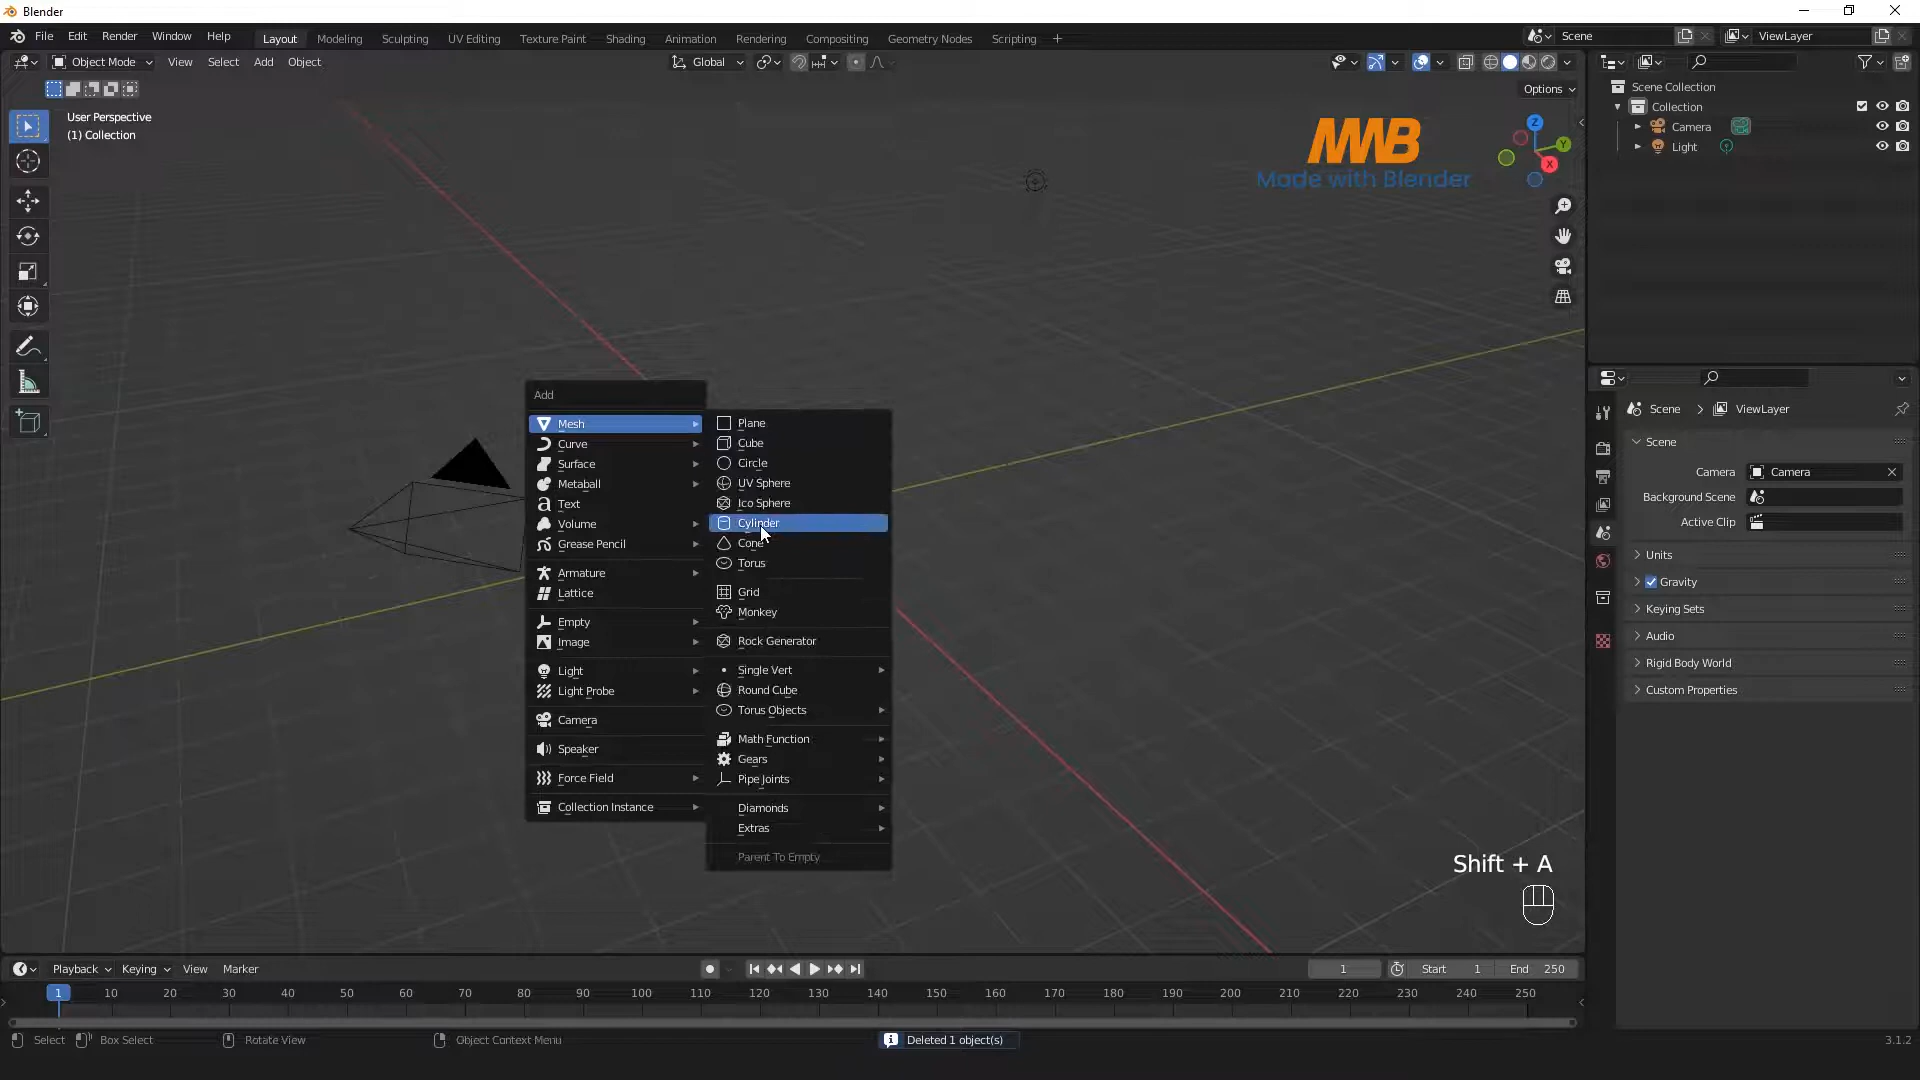 Blender
File Edit Render Window Help
Layout Modeling Sculpting UV Editing Texture Paint Shading Animation Rendering Compositing Geometry Nodes Scripting
Scene
ViewLayer
Object Mode View Select Add Object
Global
Options
User Perspective
(1) Collection
MWB
Made with Blender
Z
Y
X
Scene Collection
Collection
Camera
Light
Add
Mesh
Curve
Surface
Metaball
Text
Volume
Grease Pencil
Armature
Lattice
Empty
Image
Light
Light Probe
Camera
Speaker
Force Field
Collection Instance
Plane
Cube
Circle
UV Sphere
Ico Sphere
Cylinder
Cone
Torus
Grid
Monkey
Rock Generator
Single Vert
Round Cube
Torus Objects
Math Function
Gears
Pipe Joints
Diamonds
Extras
Parent To Empty
Scene ViewLayer
Scene
Camera Camera
Background Scene
Active Clip
Units
Gravity
Keying Sets
Audio
Rigid Body World
Custom Properties
Shift + A
Playback Keying View Marker
1 Start 1 End 250
1 10 20 30 40 50 60 70 80 90 100 110 120 130 140 150 160 170 180 190 200 210 220 230 240 250
Select Box Select Rotate View Object Context Menu
Deleted 1 object(s)
3.1.2